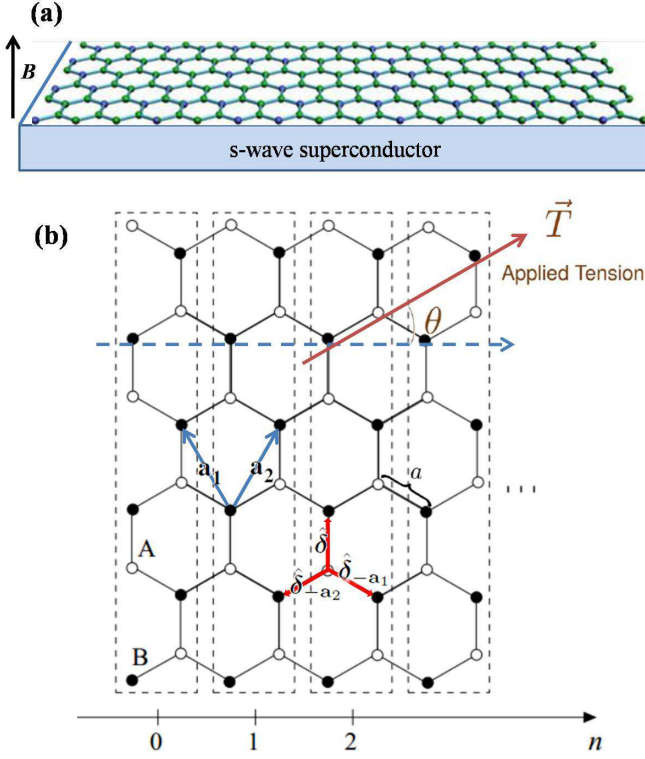 (a)
B
s-wave superconductor
(b)
T⃗
Applied Tension
θ
a₁
a₂
a
...
A
δ̂
δ̂₋ₐ₂
δ̂₋ₐ₁
B
0 1 2 n